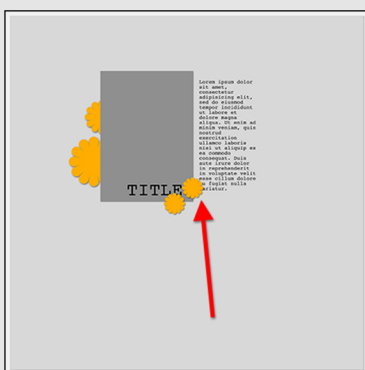 Lorem ipsum dolor
sit amet,
consectetur
adipisicing elit,
sed do eiusmod
tempor incididunt
ut labore et
dolore magna
aliqua. Ut enim ad
minim veniam, quis
nostrud
exercitation
ullamco laboris
nisi ut aliquip ex
ea commodo
consequat. Duis
aute irure dolor
in reprehenderit
in voluptate velit
esse cillum dolore
eu fugiat nulla
pariatur.
TITLE